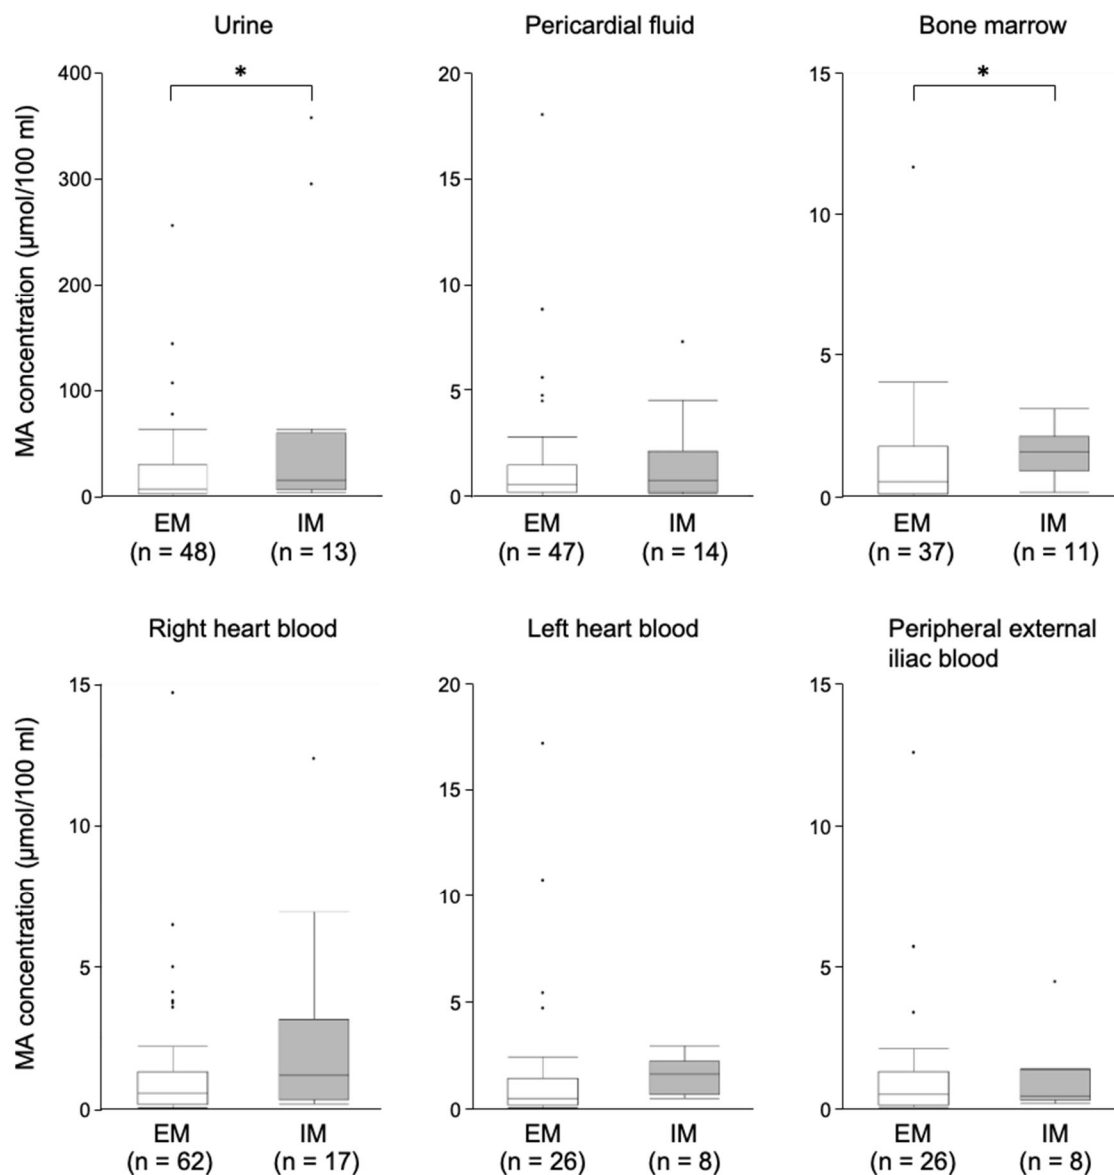 Urine
Pericardial fluid
Bone marrow
MA concentration (µmol/100 ml)
400
300
200
100
0
*
EM
(n = 48)
IM
(n = 13)
20
15
10
5
0
EM
(n = 47)
IM
(n = 14)
15
10
5
0
*
EM
(n = 37)
IM
(n = 11)
Right heart blood
Left heart blood
Peripheral external
iliac blood
MA concentration (µmol/100 ml)
15
10
5
0
EM
(n = 62)
IM
(n = 17)
20
15
10
5
0
EM
(n = 26)
IM
(n = 8)
15
10
5
0
EM
(n = 26)
IM
(n = 8)